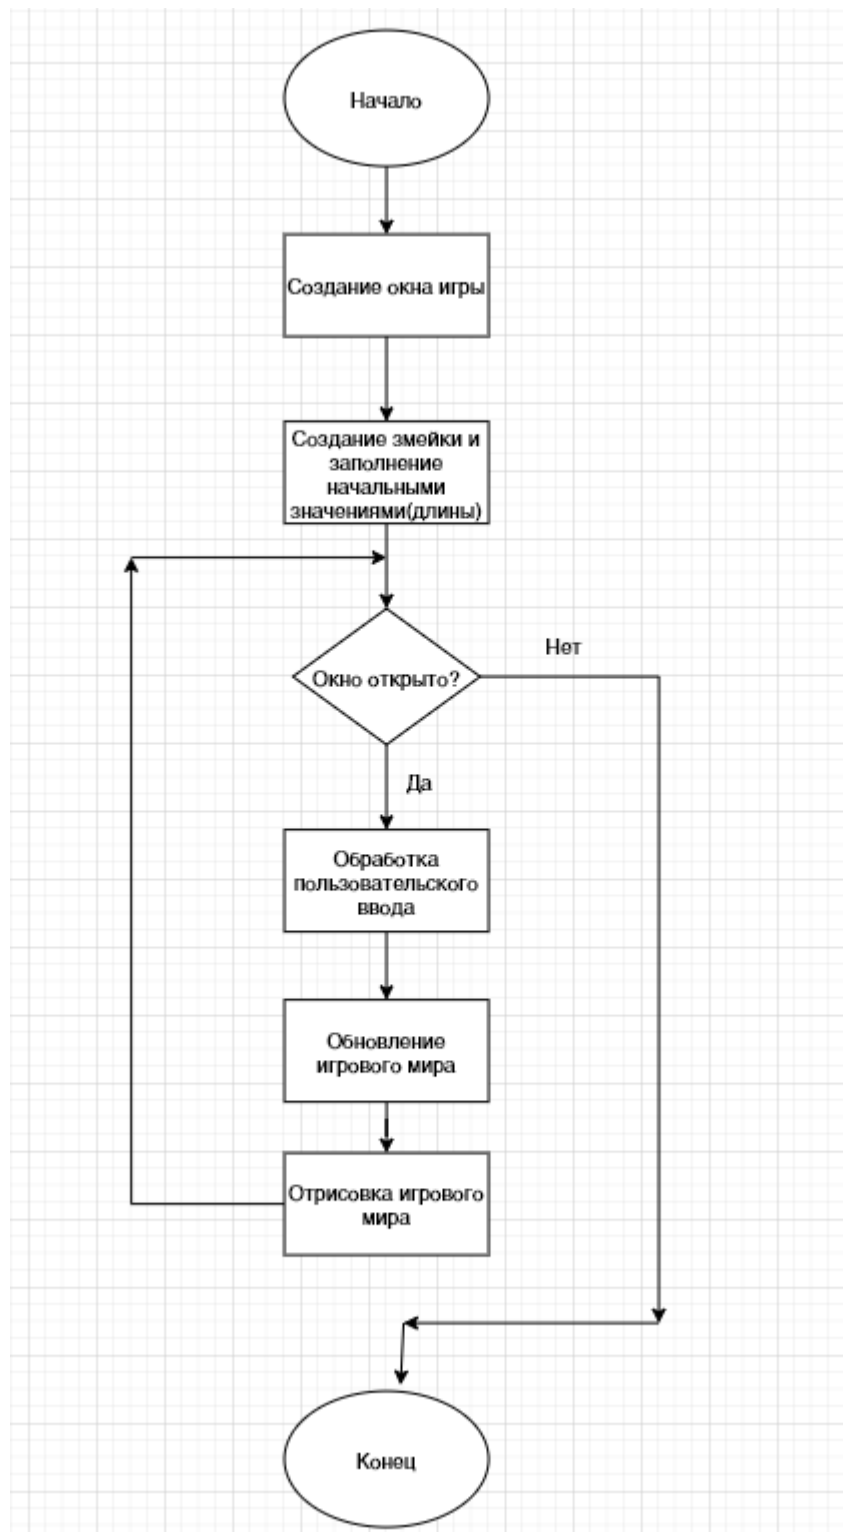 Начало
Создание окна игры
Создание змейки и
заполнение
начальными
значениями(длины)
Окно открыто?
Нет
Да
Обработка
пользовательского
ввода
Обновление
игрового мира
Отрисовка игрового
мира
Конец